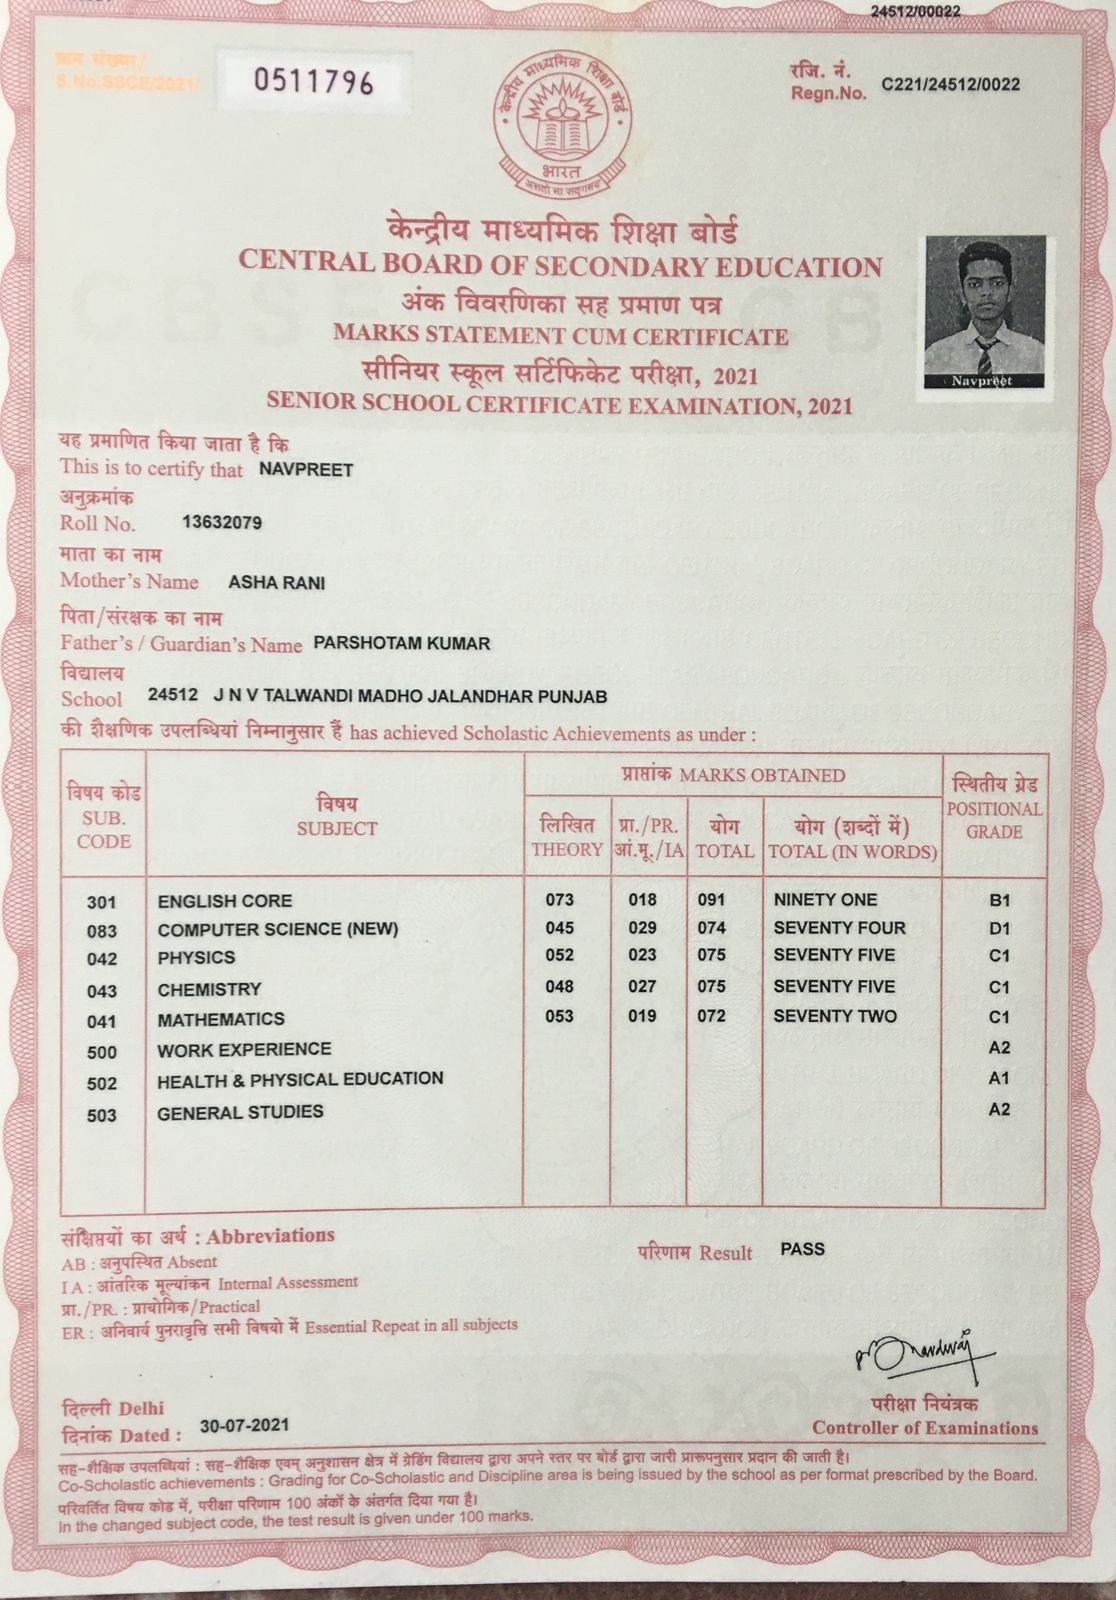 24512/00022
क्रम संख्या/
S.No.SSCE/2021/
0511796
रजि. नं.
Regn.No. C221/24512/0022
केन्द्रीय माध्यमिक शिक्षा बोर्ड
भारत
असतो मा सद्गमय
केन्द्रीय माध्यमिक शिक्षा बोर्ड
CENTRAL BOARD OF SECONDARY EDUCATION
अंक विवरणिका सह प्रमाण पत्र
MARKS STATEMENT CUM CERTIFICATE
सीनियर स्कूल सर्टिफिकेट परीक्षा, 2021
SENIOR SCHOOL CERTIFICATE EXAMINATION, 2021
Navpreet
यह प्रमाणित किया जाता है कि
This is to certify that NAVPREET
अनुक्रमांक
Roll No. 13632079
माता का नाम
Mother's Name ASHA RANI
पिता/संरक्षक का नाम
Father's / Guardian's Name PARSHOTAM KUMAR
विद्यालय
School 24512 J N V TALWANDI MADHO JALANDHAR PUNJAB
की शैक्षणिक उपलब्धियां निम्नानुसार हैं has achieved Scholastic Achievements as under :
विषय कोड
SUB.
CODE
विषय
SUBJECT
प्राप्तांक MARKS OBTAINED
लिखित
THEORY
प्रा./PR.
आं.मू./IA
योग
TOTAL
योग (शब्दों में)
TOTAL (IN WORDS)
स्थितीय ग्रेड
POSITIONAL
GRADE
301 ENGLISH CORE 073 018 091 NINETY ONE B1
083 COMPUTER SCIENCE (NEW) 045 029 074 SEVENTY FOUR D1
042 PHYSICS 052 023 075 SEVENTY FIVE C1
043 CHEMISTRY 048 027 075 SEVENTY FIVE C1
041 MATHEMATICS 053 019 072 SEVENTY TWO C1
500 WORK EXPERIENCE A2
502 HEALTH & PHYSICAL EDUCATION A1
503 GENERAL STUDIES A2
संक्षिप्तियों का अर्थ : Abbreviations
AB : अनुपस्थित Absent
I A : आंतरिक मूल्यांकन Internal Assessment
प्रा./PR. : प्रायोगिक/Practical
ER : अनिवार्य पुनरावृत्ति सभी विषयो में Essential Repeat in all subjects
परिणाम Result PASS
दिल्ली Delhi
दिनांक Dated : 30-07-2021
परीक्षा नियंत्रक
Controller of Examinations
सह-शैक्षिक उपलब्धियां : सह-शैक्षिक एवम् अनुशासन क्षेत्र में ग्रेडिंग विद्यालय द्वारा अपने स्तर पर बोर्ड द्वारा जारी प्रारूपनुसार प्रदान की जाती है।
Co-Scholastic achievements : Grading for Co-Scholastic and Discipline area is being issued by the school as per format prescribed by the Board.
परिवर्तित विषय कोड में, परीक्षा परिणाम 100 अंकों के अंतर्गत दिया गया है।
In the changed subject code, the test result is given under 100 marks.